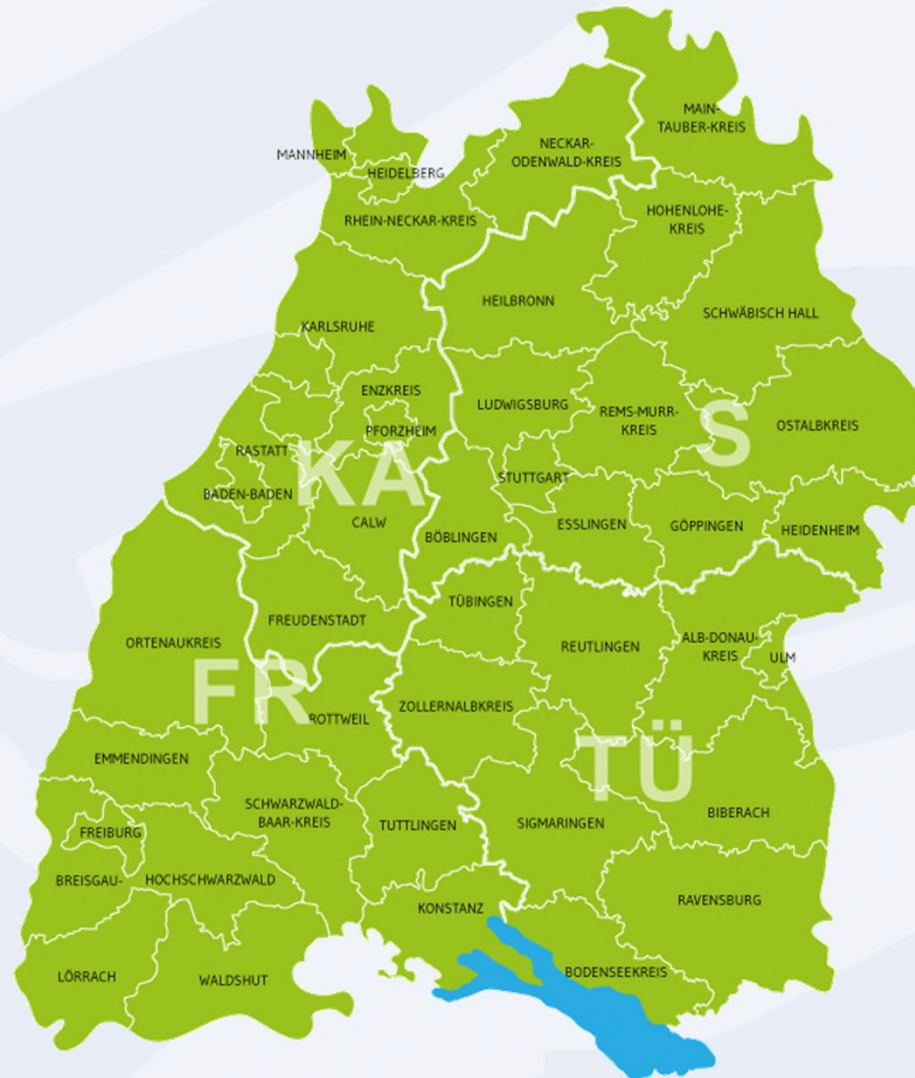 MAIN-
TAUBER-KREIS
NECKAR-
ODENWALD-KREIS
MANNHEIM
HEIDELBERG
RHEIN-NECKAR-KREIS
HOHENLOHE-
KREIS
HEILBRONN
SCHWÄBISCH HALL
KARLSRUHE
ENZKREIS
LUDWIGSBURG
REMS-MURR-
KREIS
S
OSTALBKREIS
PFORZHEIM
RASTATT
KA
STUTTGART
BADEN-BADEN
CALW
BÖBLINGEN
ESSLINGEN
GÖPPINGEN
HEIDENHEIM
TÜBINGEN
FREUDENSTADT
ORTENAUKREIS
REUTLINGEN
ALB-DONAU-
KREIS
ULM
FR
ROTTWEIL
ZOLLERNALBKREIS
EMMENDINGEN
TÜ
SCHWARZWALD-
BAAR-KREIS
TUTTLINGEN
SIGMARINGEN
BIBERACH
FREIBURG
BREISGAU-
HOCHSCHWARZWALD
KONSTANZ
RAVENSBURG
LÖRRACH
WALDSHUT
BODENSEEKREIS